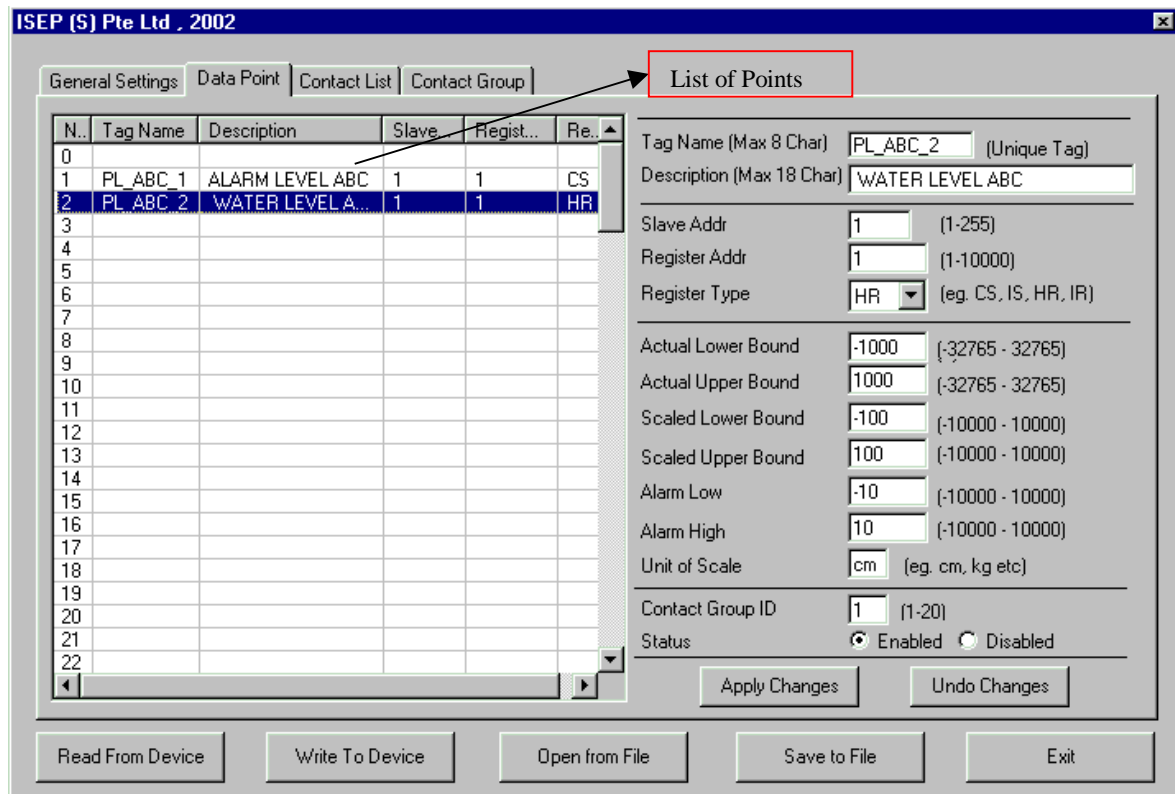 ISEP (S) Pte Ltd , 2002
General Settings
Data Point
Contact List
Contact Group
List of Points
N.. Tag Name Description Slave... Regist... Re..
0
1 PL_ABC_1 ALARM LEVEL ABC 1 1 CS
2 PL_ABC_2 WATER LEVEL A... 1 1 HR
3
4
5
6
7
8
9
10
11
12
13
14
15
16
17
18
19
20
21
22
Tag Name (Max 8 Char) PL_ABC_2 (Unique Tag)
Description (Max 18 Char) WATER LEVEL ABC
Slave Addr 1 (1-255)
Register Addr 1 (1-10000)
Register Type HR (eg. CS, IS, HR, IR)
Actual Lower Bound -1000 (-32765 - 32765)
Actual Upper Bound 1000 (-32765 - 32765)
Scaled Lower Bound -100 (-10000 - 10000)
Scaled Upper Bound 100 (-10000 - 10000)
Alarm Low -10 (-10000 - 10000)
Alarm High 10 (-10000 - 10000)
Unit of Scale cm (eg. cm, kg etc)
Contact Group ID 1 (1-20)
Status Enabled Disabled
Apply Changes
Undo Changes
Read From Device
Write To Device
Open from File
Save to File
Exit